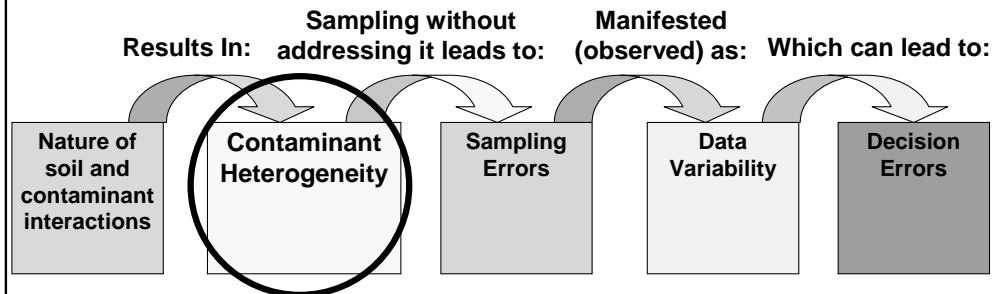 Results In:
Sampling without
addressing it leads to:
Manifested
(observed) as:
Which can lead to:
Nature of
soil and
contaminant
interactions
Contaminant
Heterogeneity
Sampling
Errors
Data
Variability
Decision
Errors